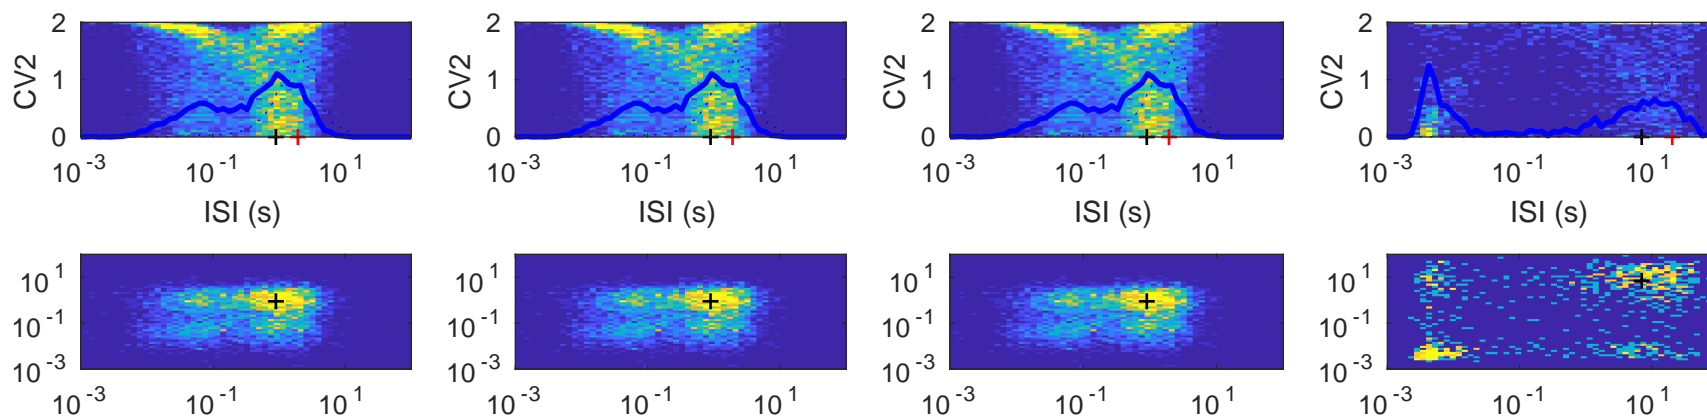 2 2 2 2
CV2 CV2 CV2 CV2
1 1 1 1
0 0 0 0
10^-3 10^-1 10^1 10^-3 10^-1 10^1 10^-3 10^-1 10^1 10^-3 10^-1 10^1
ISI (s) ISI (s) ISI (s) ISI (s)
10^1 10^1 10^1 10^1
10^-1 10^-1 10^-1 10^-1
10^-3 10^-3 10^-3 10^-3
10^-3 10^-1 10^1 10^-3 10^-1 10^1 10^-3 10^-1 10^1 10^-3 10^-1 10^1